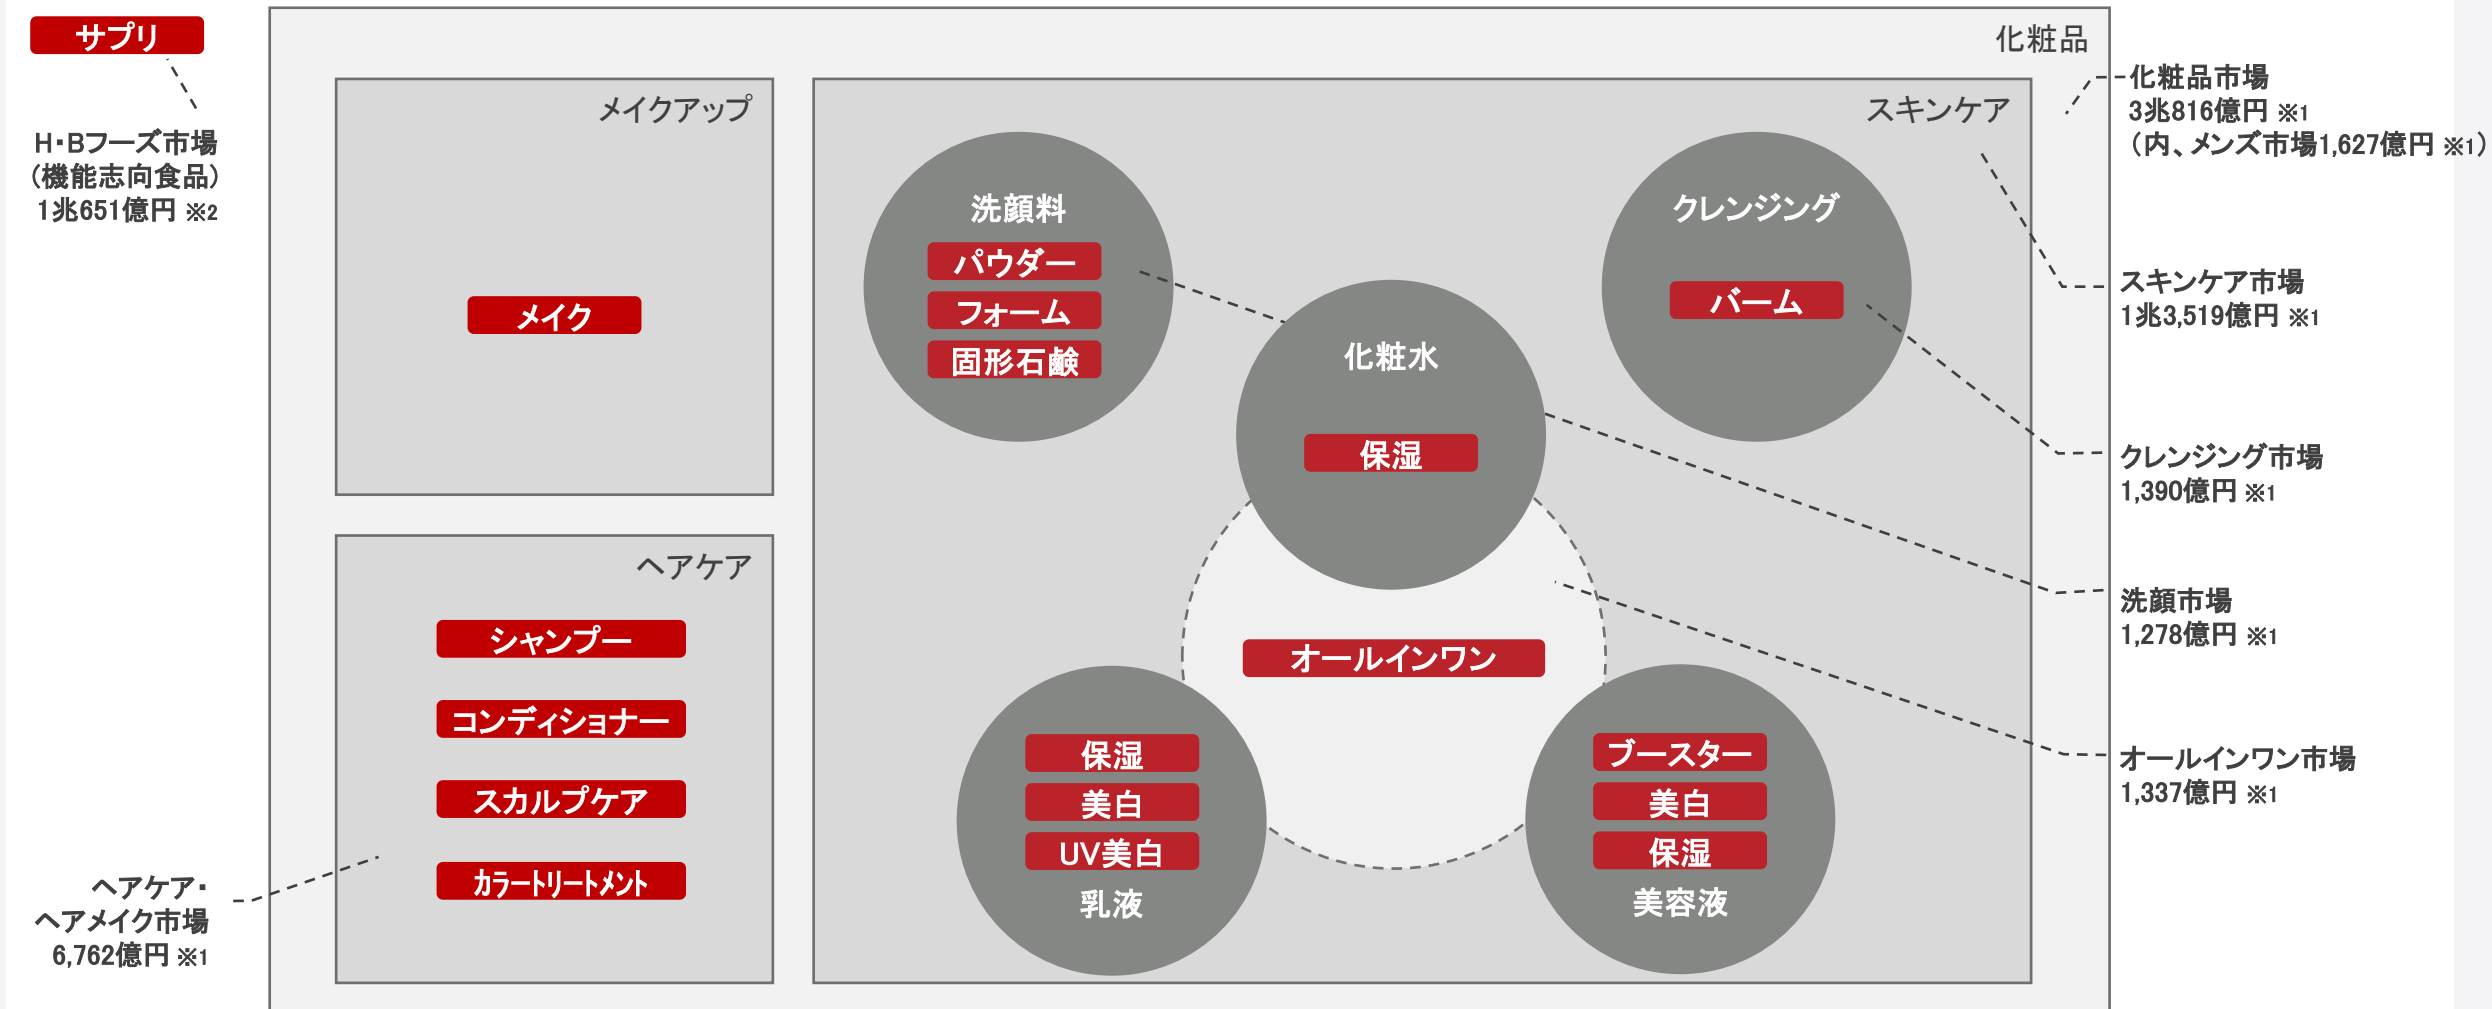 サプリ
H・Bフーズ市場
(機能志向食品)
1兆651億円 ※2
化粧品
メイクアップ
メイク
ヘアケア
シャンプー
コンディショナー
スカルプケア
カラートリートメント
ヘアケア・
ヘアメイク市場
6,762億円 ※1
スキンケア
洗顔料
パウダー
フォーム
固形石鹸
クレンジング
バーム
化粧水
保湿
オールインワン
保湿
美白
UV美白
乳液
ブースター
美白
保湿
美容液
化粧品市場
3兆816億円 ※1
(内、メンズ市場1,627億円 ※1)
スキンケア市場
1兆3,519億円 ※1
クレンジング市場
1,390億円 ※1
洗顔市場
1,278億円 ※1
オールインワン市場
1,337億円 ※1